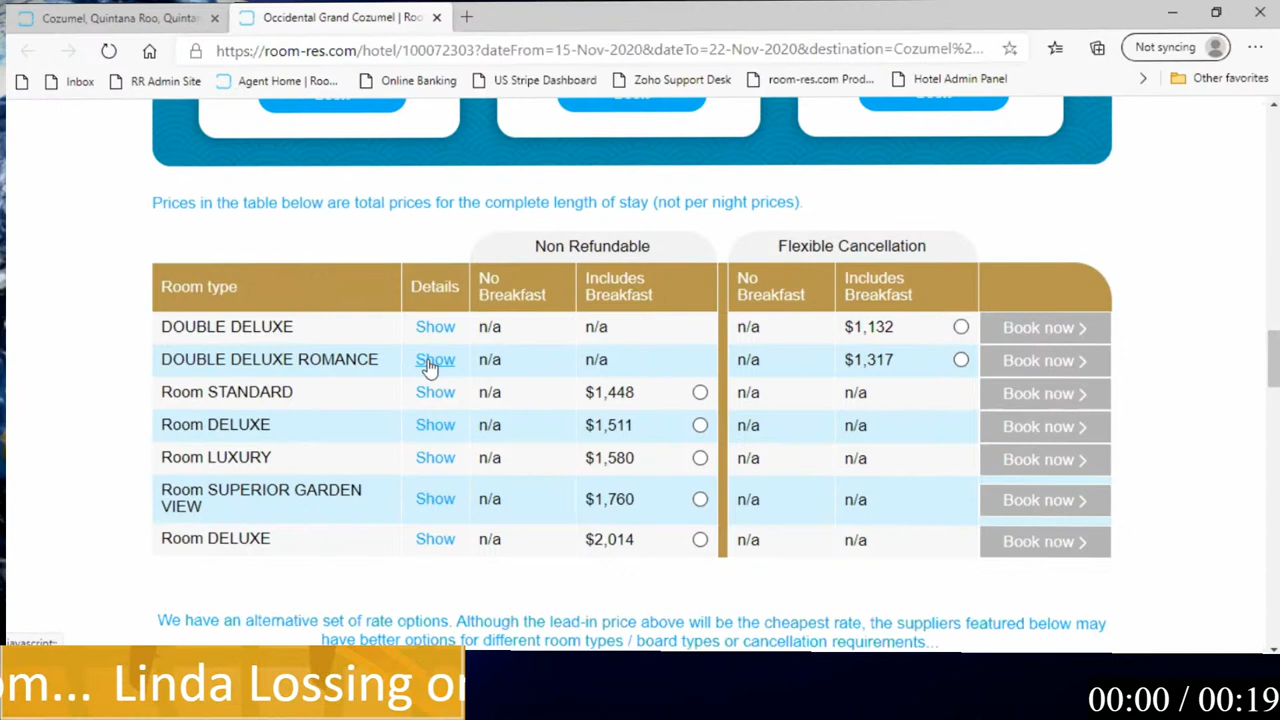 Cozumel, Quintana Roo, Quinta
Occidental Grand Cozumel | Roo
https://room-res.com/hotel/100072303?dateFrom=15-Nov-2020&dateTo=22-Nov-2020&destination=Cozumel%2...
Not syncing
Inbox
RR Admin Site
Agent Home | Roo...
Online Banking
US Stripe Dashboard
Zoho Support Desk
room-res.com Prod...
Hotel Admin Panel
Other favorites
Prices in the table below are total prices for the complete length of stay (not per night prices).
Non Refundable Flexible Cancellation
Room type Details No Breakfast Includes Breakfast No Breakfast Includes Breakfast
DOUBLE DELUXE Show n/a n/a n/a $1,132 Book now
DOUBLE DELUXE ROMANCE Show n/a n/a n/a $1,317 Book now
Room STANDARD Show n/a $1,448 n/a n/a Book now
Room DELUXE Show n/a $1,511 n/a n/a Book now
Room LUXURY Show n/a $1,580 n/a n/a Book now
Room SUPERIOR GARDEN VIEW Show n/a $1,760 n/a n/a Book now
Room DELUXE Show n/a $2,014 n/a n/a Book now
We have an alternative set of rate options. Although the lead-in price above will be the cheapest rate, the suppliers featured below may
have better options for different room types / board types or cancellation requirements...
om... Linda Lossing or
00:00 / 00:19